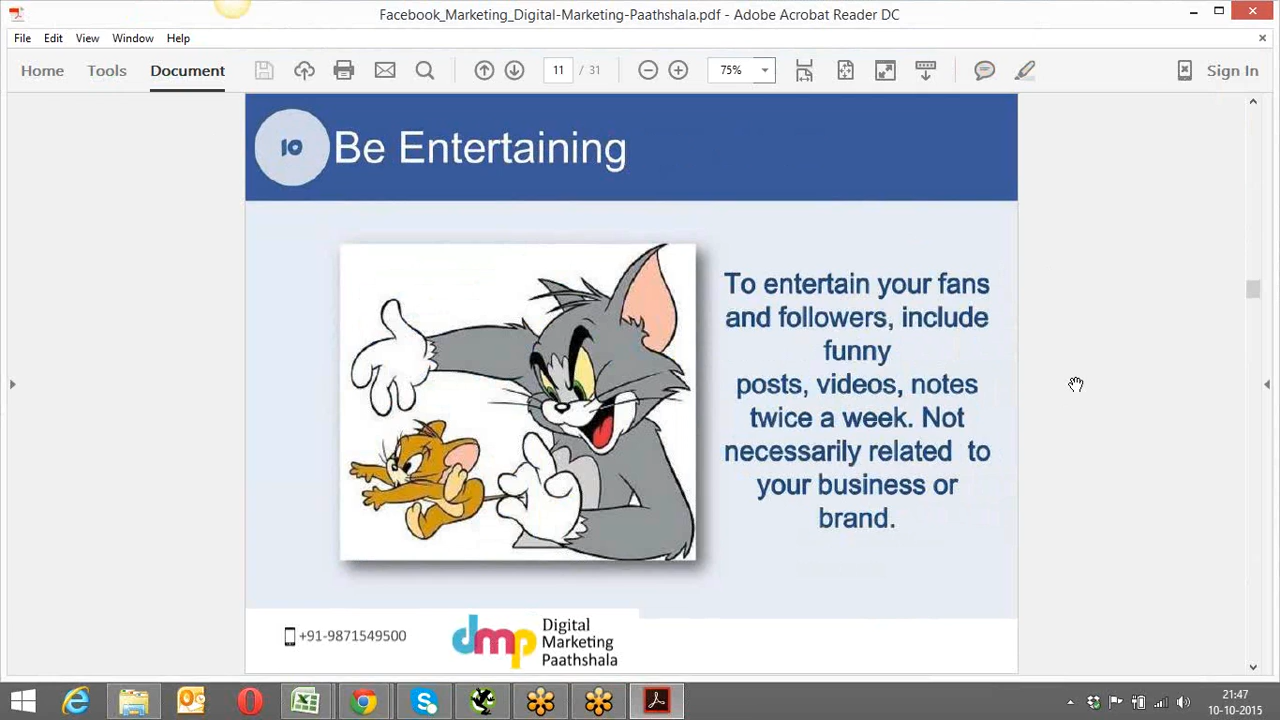 Facebook_Marketing_Digital-Marketing-Paathshala.pdf - Adobe Acrobat Reader DC
File Edit View Window Help
Home Tools Document 11 / 31 75% Sign In
10 Be Entertaining
To entertain your fans
and followers, include
funny
posts, videos, notes
twice a week. Not
necessarily related to
your business or
brand.
+91-9871549500
dmp
Digital
Marketing
Paathshala
21:47
10-10-2015